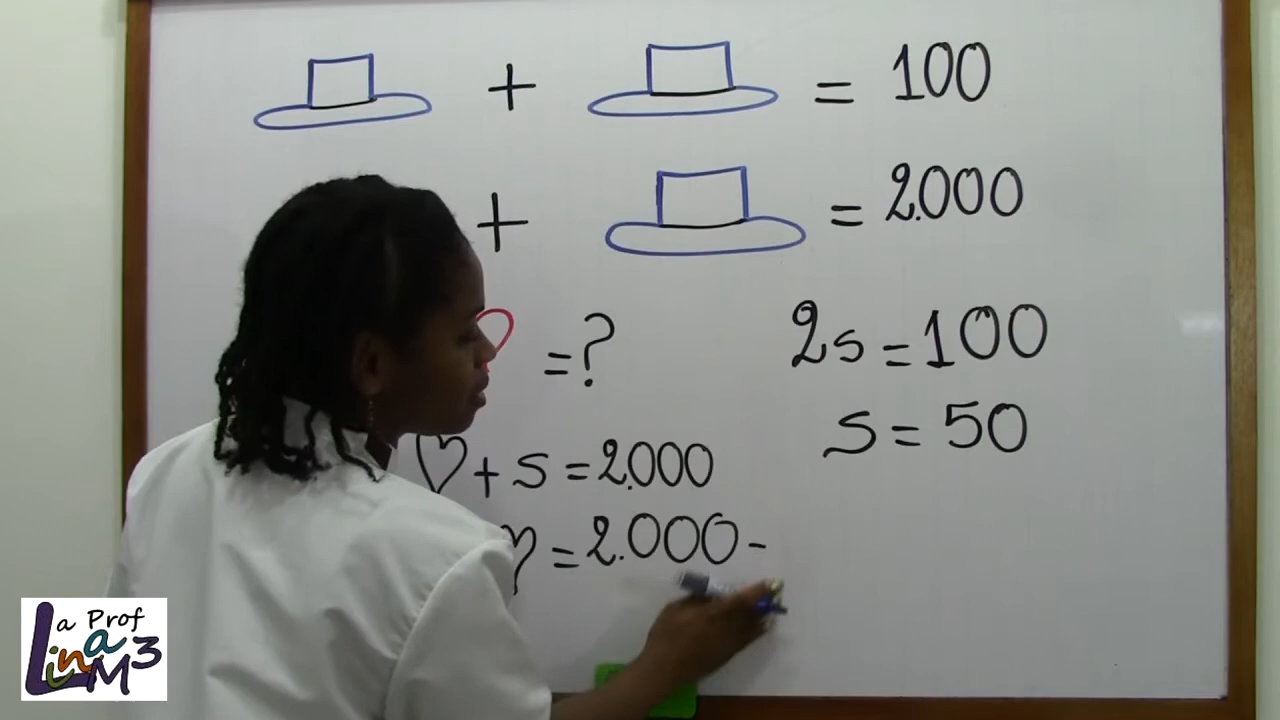 + = 100
+ = 2.000
= ?
2s = 100
s = 50
♡ + s = 2.000
♡ = 2.000 -
La Prof
Lina M3